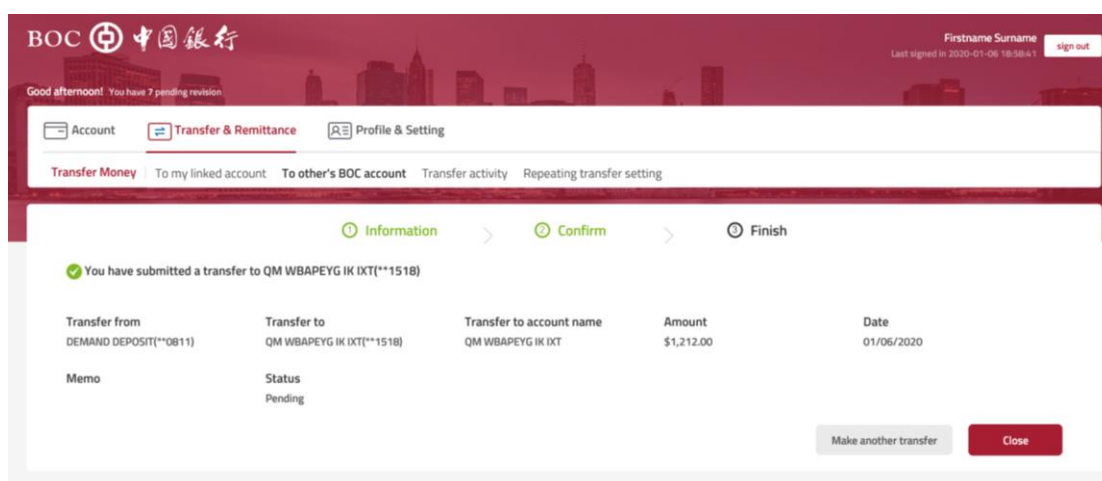 BOC 中国银行
Firstname Surname
Last signed in 2020-01-06 18:58:41
sign out
Good afternoon! You have 7 pending revision
Account Transfer & Remittance Profile & Setting
Transfer Money To my linked account To other's BOC account Transfer activity Repeating transfer setting
1 Information 2 Confirm 3 Finish
You have submitted a transfer to QM WBAPEYG IK IXT(**1518)
Transfer from Transfer to Transfer to account name Amount Date
DEMAND DEPOSIT(**0811) QM WBAPEYG IK IXT(**1518) QM WBAPEYG IK IXT $1,212.00 01/06/2020
Memo Status
Pending
Make another transfer Close